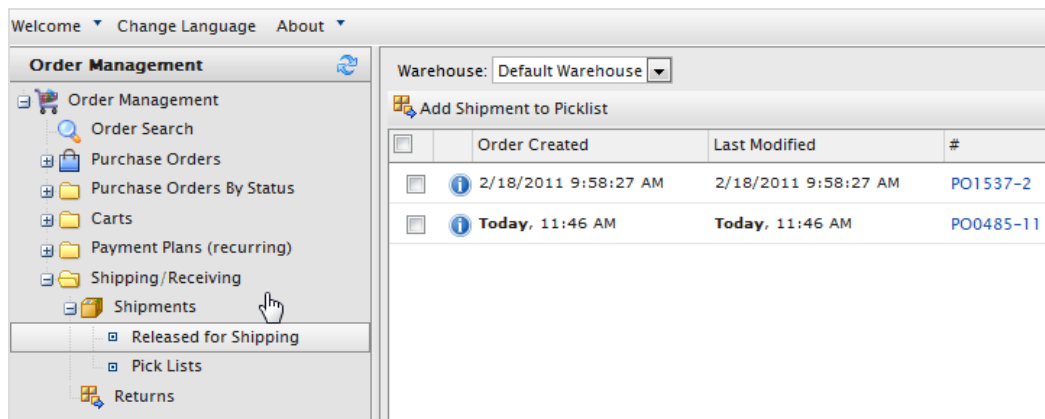 Welcome Change Language About
Order Management
Order Management
Order Search
Purchase Orders
Purchase Orders By Status
Carts
Payment Plans (recurring)
Shipping/Receiving
Shipments
Released for Shipping
Pick Lists
Returns
Warehouse: Default Warehouse
Add Shipment to Picklist
Order Created Last Modified #
2/18/2011 9:58:27 AM 2/18/2011 9:58:27 AM PO1537-2
Today, 11:46 AM Today, 11:46 AM PO0485-11